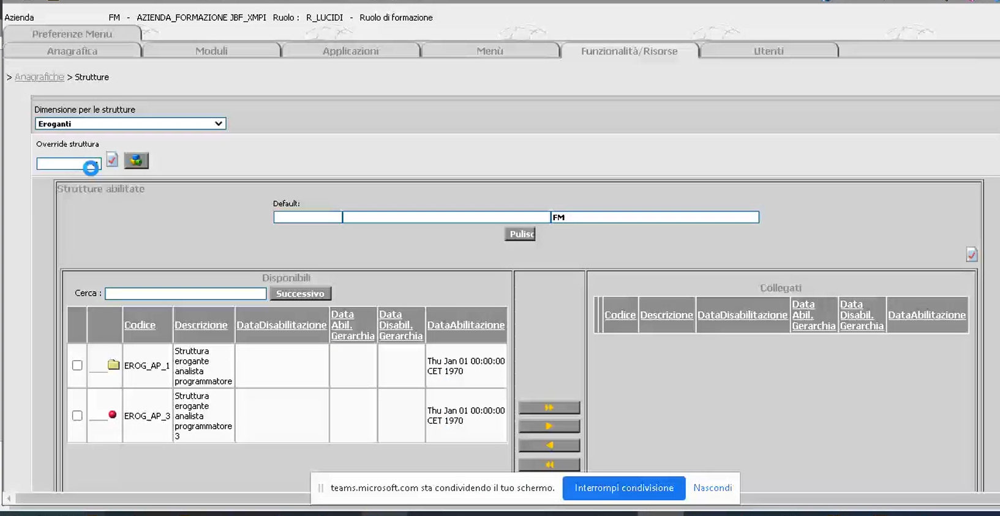 Azienda FM - AZIENDA_FORMAZIONE JBF_XMPI Ruolo : R_LUCIDI - Ruolo di formazione
Preferenze Menu
Anagrafica Moduli Applicazioni Menù Funzionalità/Risorse Utenti
> Anagrafiche > Strutture
Dimensione per le strutture
Eroganti
Override struttura
Strutture abilitate
Default:
FM
Pulisc
Disponibili
Cerca : Successivo
Codice Descrizione DataDisabilitazione Data Abil. Gerarchia Data Disabil. Gerarchia DataAbilitazione
EROG_AP_1 Struttura erogante analista programmatore Thu Jan 01 00:00:00 CET 1970
EROG_AP_3 Struttura erogante analista programmatore 3 Thu Jan 01 00:00:00 CET 1970
Collegati
Codice Descrizione DataDisabilitazione Data Abil. Gerarchia Data Disabil. Gerarchia DataAbilitazione
teams.microsoft.com sta condividendo il tuo schermo. Interrompi condivisione Nascondi